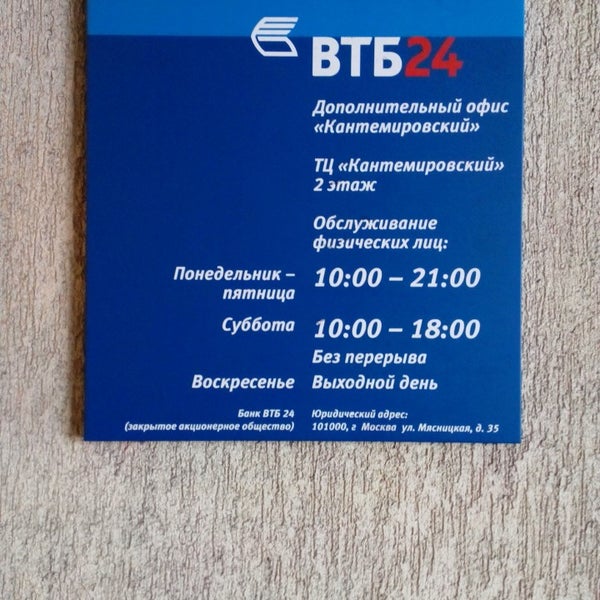 ВТБ24
Дополнительный офис
«Кантемировский»
ТЦ «Кантемировский»
2 этаж
Обслуживание
физических лиц:
Понедельник –
пятница
10:00 – 21:00
Суббота
10:00 – 18:00
Без перерыва
Воскресенье
Выходной день
Банк ВТБ 24
(закрытое акционерное общество)
Юридический адрес:
101000, г Москва ул. Мясницкая, д. 35